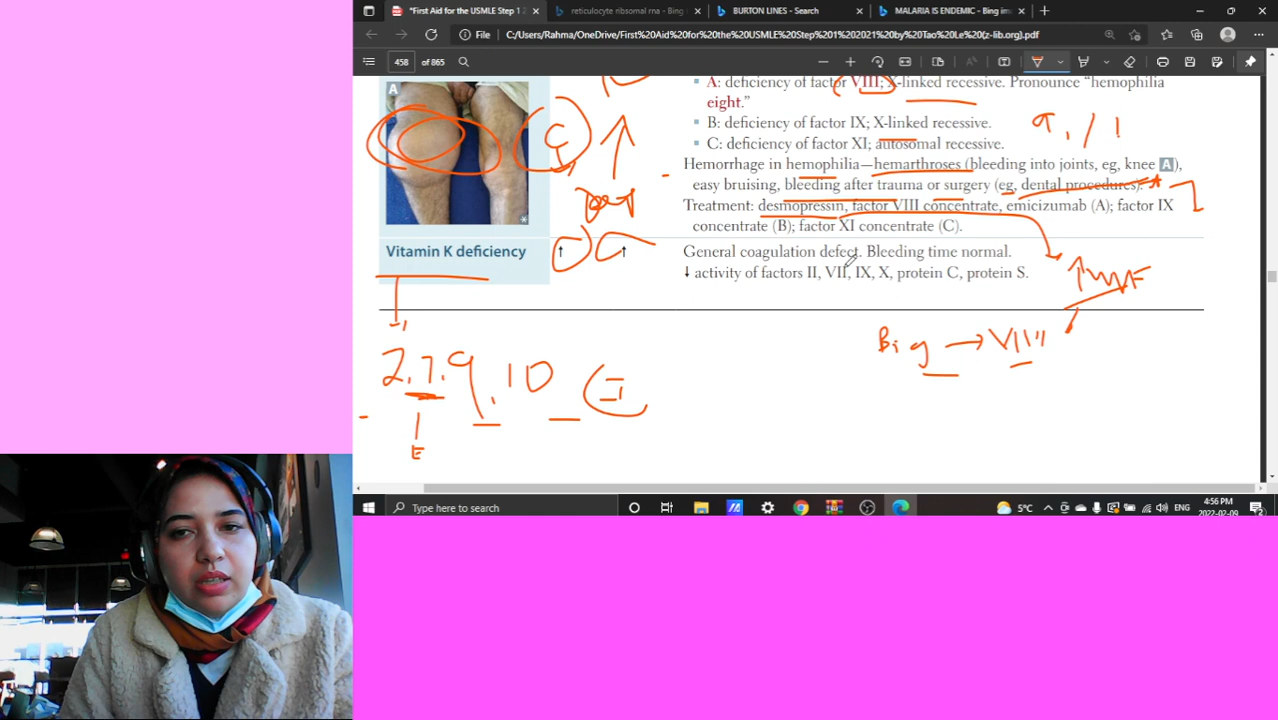 "First Aid for the USMLE Step 1 2
reticulocyte ribosomal rna - Bing
BURTON LINES - Search
MALARIA IS ENDEMIC - Bing im
File
C:/Users/Rahma/OneDrive/First%20Aid%20for%20the%20USMLE%20Step%201%202021%20by%20Tao%20Le%20(z-lib.org).pdf
458 of 865
A
A: deficiency of factor VIII; X-linked recessive. Pronounce "hemophilia
eight."
B: deficiency of factor IX; X-linked recessive.
C: deficiency of factor XI; autosomal recessive.
Hemorrhage in hemophilia—hemarthroses (bleeding into joints, eg, knee A),
easy bruising, bleeding after trauma or surgery (eg, dental procedures).
Treatment: desmopressin, factor VIII concentrate, emicizumab (A); factor IX
concentrate (B); factor XI concentrate (C).
Vitamin K deficiency
↑ ↑
General coagulation defect. Bleeding time normal.
↓ activity of factors II, VII, IX, X, protein C, protein S.
Big → VIII
2.7.9.10
Type here to search
5°C
ENG
4:56 PM
2022-02-09